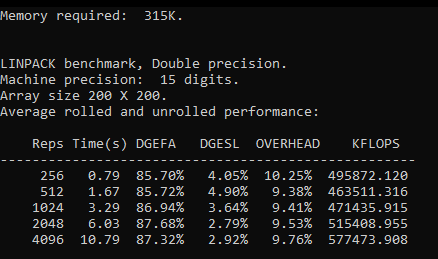 Memory required:  315K.
LINPACK benchmark, Double precision.
Machine precision:  15 digits.
Array size 200 X 200.
Average rolled and unrolled performance:
    Reps Time(s) DGEFA   DGESL  OVERHEAD    KFLOPS
----------------------------------------------------
     256   0.79  85.70%   4.05%  10.25%  495872.120
     512   1.67  85.72%   4.90%   9.38%  463511.316
    1024   3.29  86.94%   3.64%   9.41%  471435.915
    2048   6.03  87.68%   2.79%   9.53%  515408.955
    4096  10.79  87.32%   2.92%   9.76%  577473.908